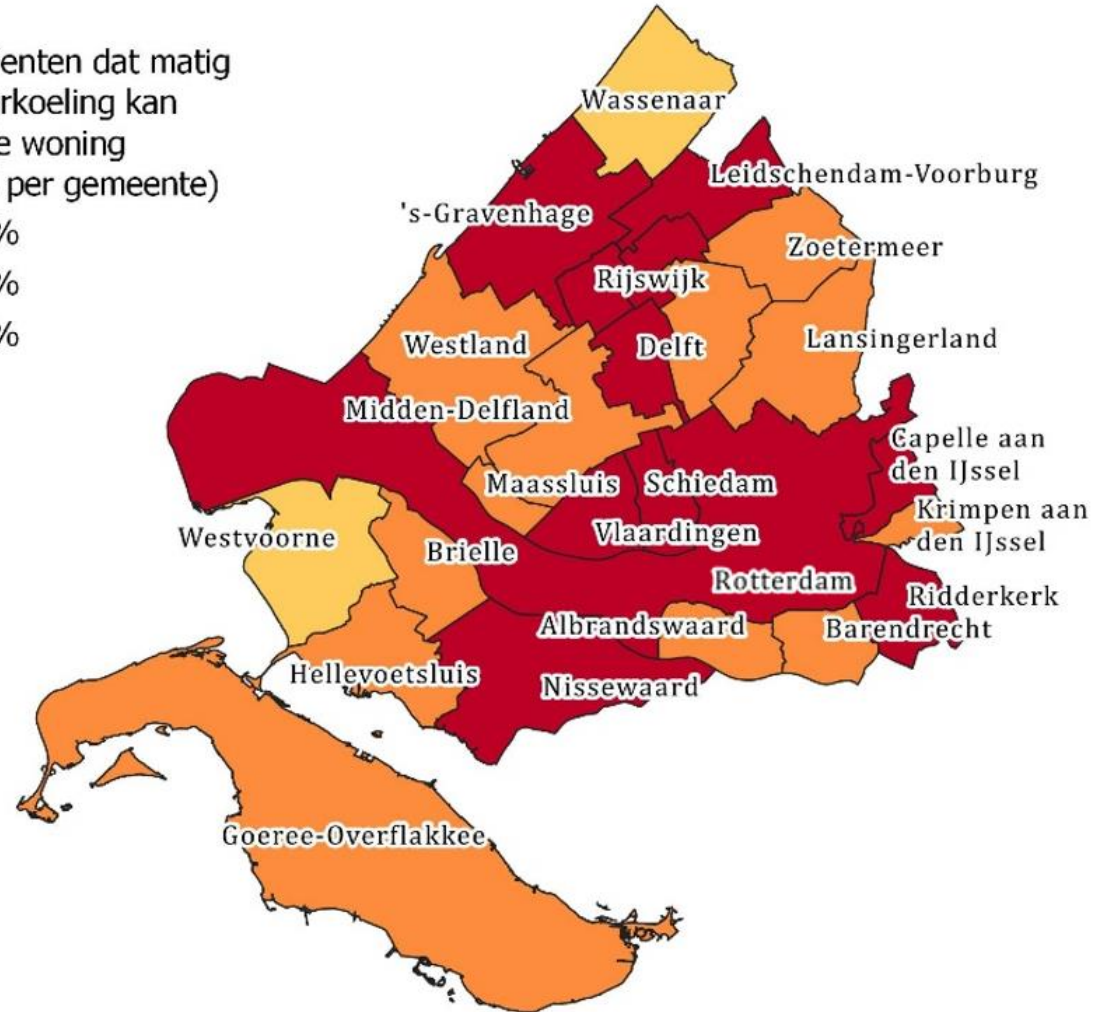 enten dat matig
rkoeling kan
e woning
per gemeente)
%
%
%
Wassenaar
Leidschendam-Voorburg
's-Gravenhage
Zoetermeer
Rijswijk
Westland
Delft
Lansingerland
Midden-Delfland
Capelle aan
den IJssel
Maassluis
Schiedam
Krimpen aan
den IJssel
Westvoorne
Vlaardingen
Brielle
Rotterdam
Ridderkerk
Albrandswaard
Barendrecht
Hellevoetsluis
Nissewaard
Goeree-Overflakkee